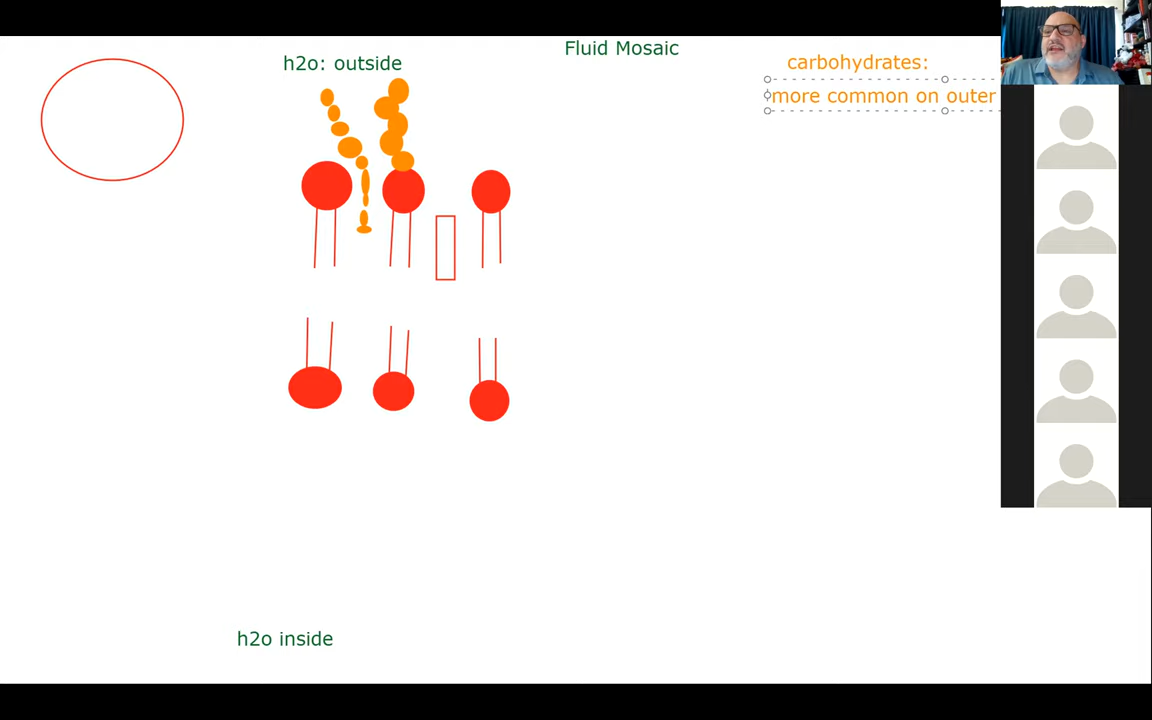 Fluid Mosaic
h2o: outside
carbohydrates:
more common on outer
h2o inside